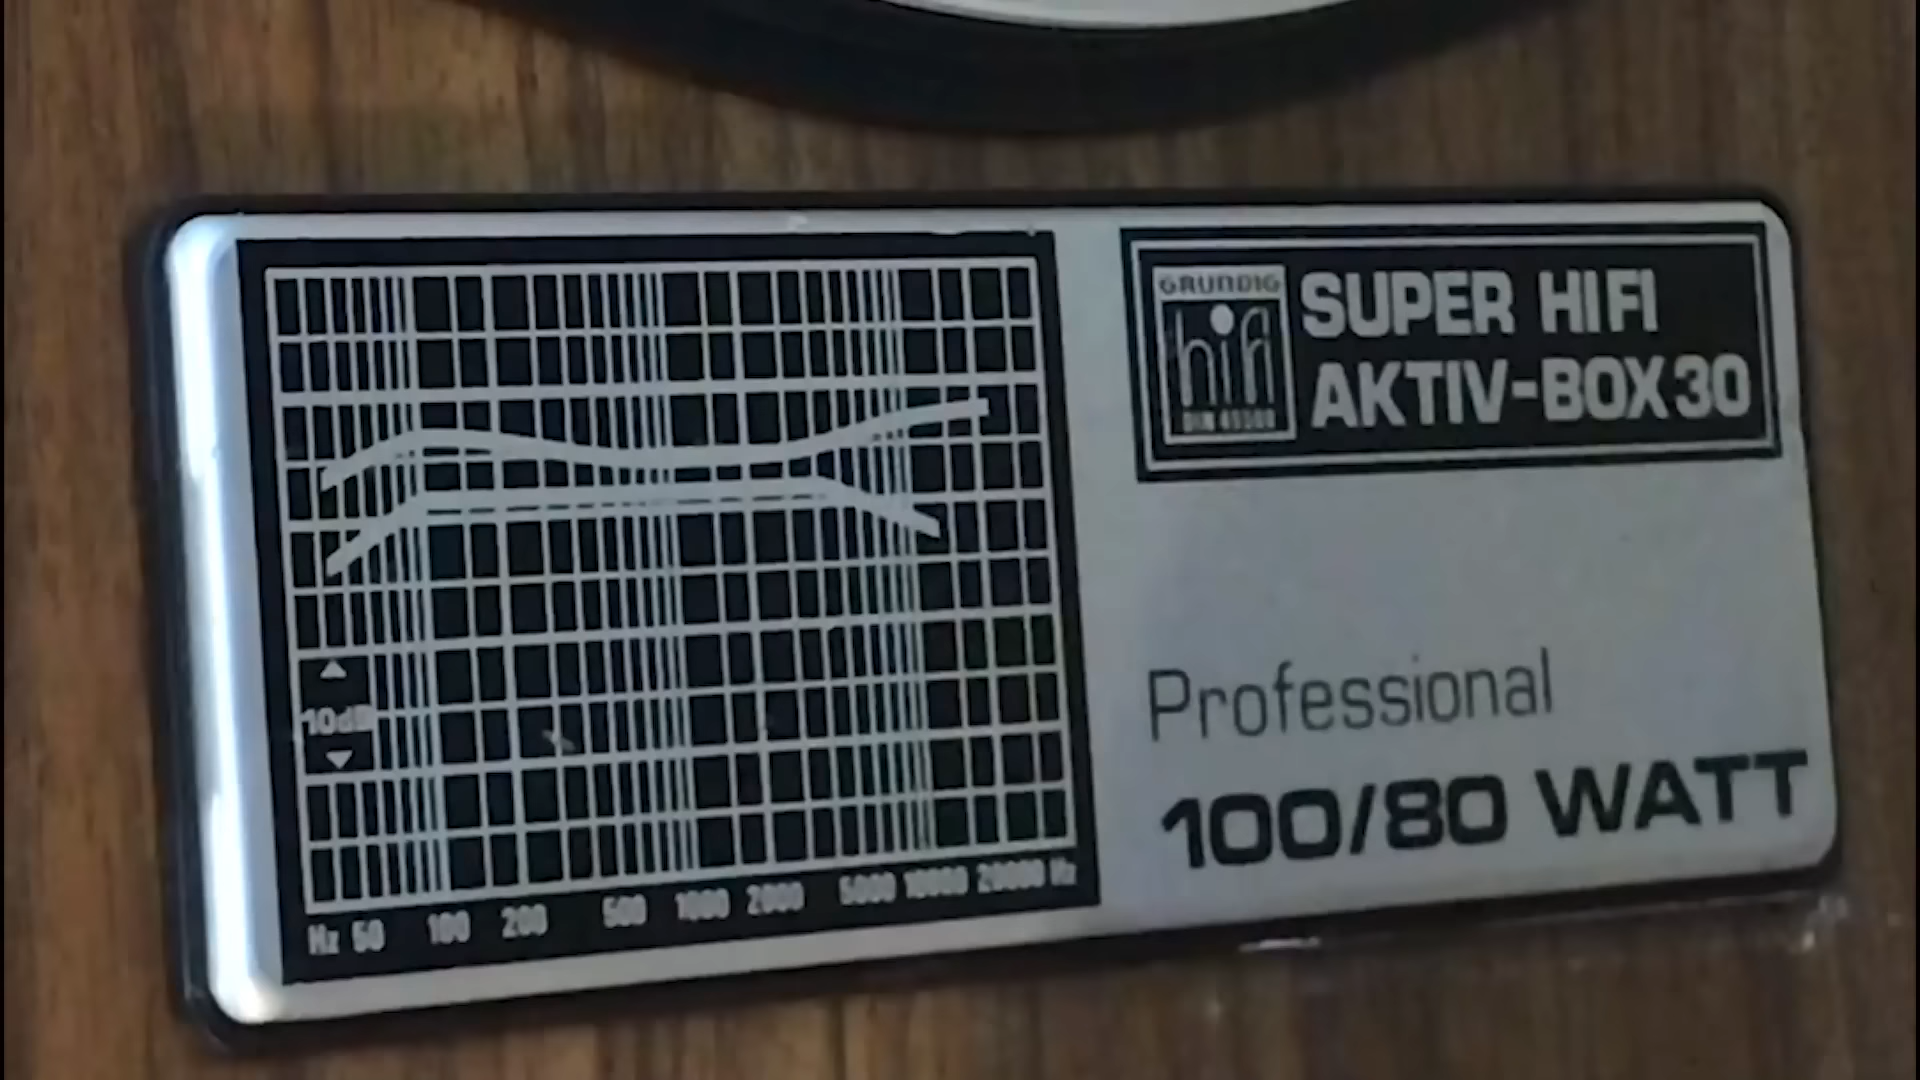 GRUNDIG
hifi
DIN 45500
SUPER HIFI
AKTIV-BOX 30
Professional
100/80 WATT
10dB
Hz 50 100 200 500 1000 2000 5000 10000 20000 Hz